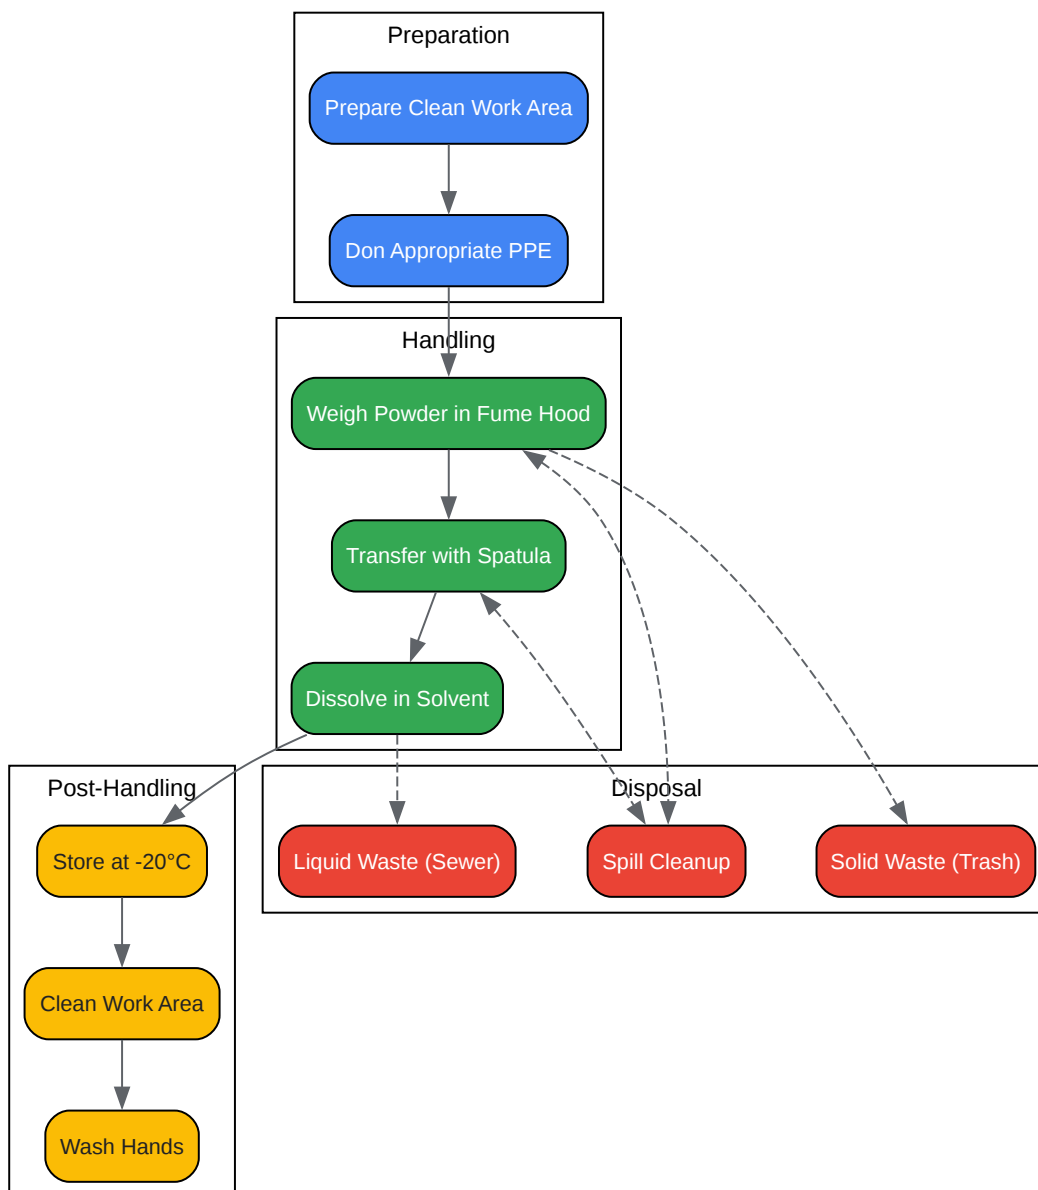 Preparation
Prepare Clean Work Area
Don Appropriate PPE
Handling
Weigh Powder in Fume Hood
Transfer with Spatula
Dissolve in Solvent
Post-Handling
Store at -20°C
Clean Work Area
Wash Hands
Disposal
Liquid Waste (Sewer)
Spill Cleanup
Solid Waste (Trash)